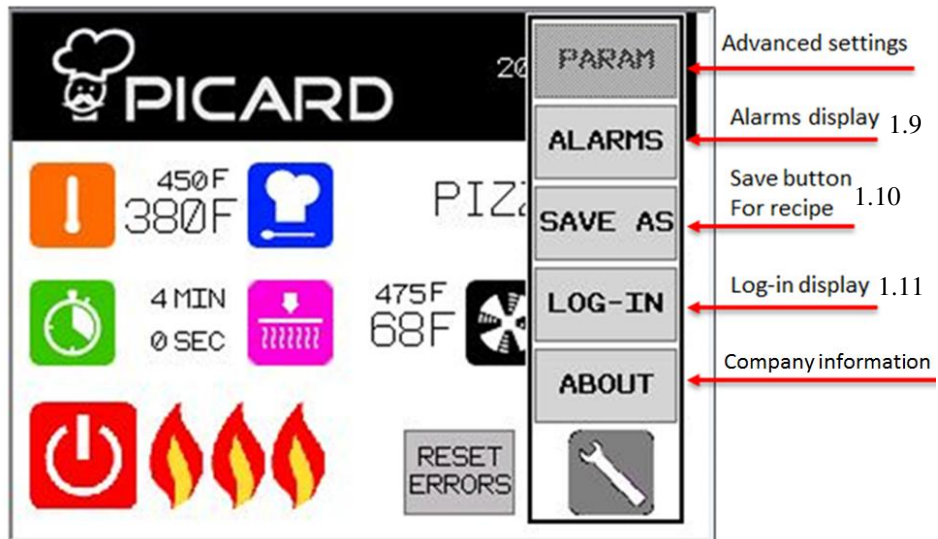 PICARD
20
PARAM
Advanced settings
ALARMS
Alarms display 1.9
450F
380F
SAVE AS
Save button
For recipe 1.10
4 MIN
0 SEC
475F
68F
LOG-IN
Log-in display 1.11
ABOUT
Company information
RESET
ERRORS